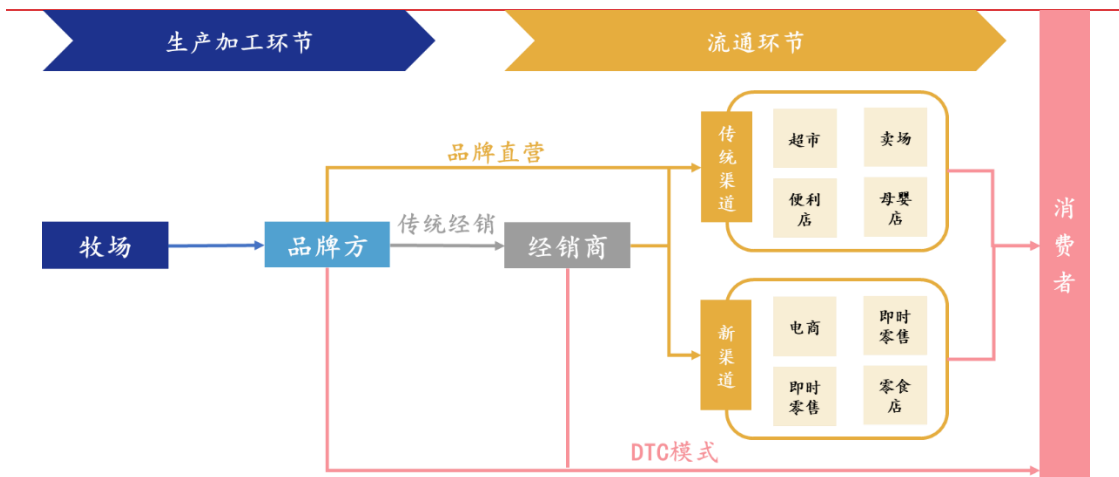 生产加工环节
流通环节
品牌直营
传统渠道
超市
卖场
便利
店
母婴
店
牧场
品牌方
传统经销
经销商
消费者
新渠道
电商
即时
零售
即时
零售
零食
店
DTC模式